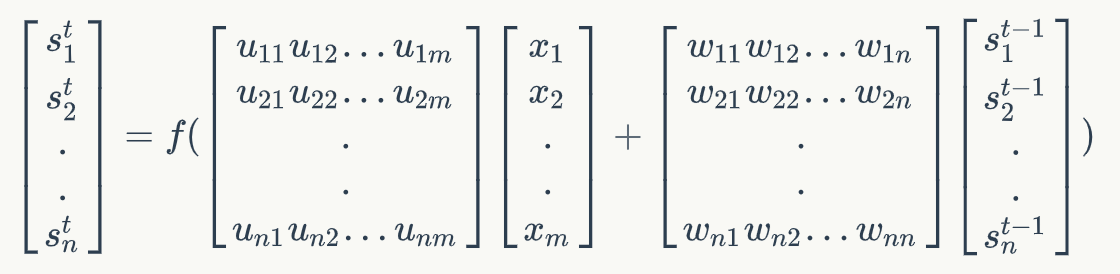 $$\begin{bmatrix} s_1^t \\ s_2^t \\ . \\ . \\ s_n^t \end{bmatrix} = f( \begin{bmatrix} u_{11} u_{12} \ldots u_{1m} \\ u_{21} u_{22} \ldots u_{2m} \\ . \\ . \\ u_{n1} u_{n2} \ldots u_{nm} \end{bmatrix} \begin{bmatrix} x_1 \\ x_2 \\ . \\ . \\ x_m \end{bmatrix} + \begin{bmatrix} w_{11} w_{12} \ldots w_{1n} \\ w_{21} w_{22} \ldots w_{2n} \\ . \\ . \\ w_{n1} w_{n2} \ldots w_{nn} \end{bmatrix} \begin{bmatrix} s_1^{t-1} \\ s_2^{t-1} \\ . \\ . \\ s_n^{t-1} \end{bmatrix} )$$